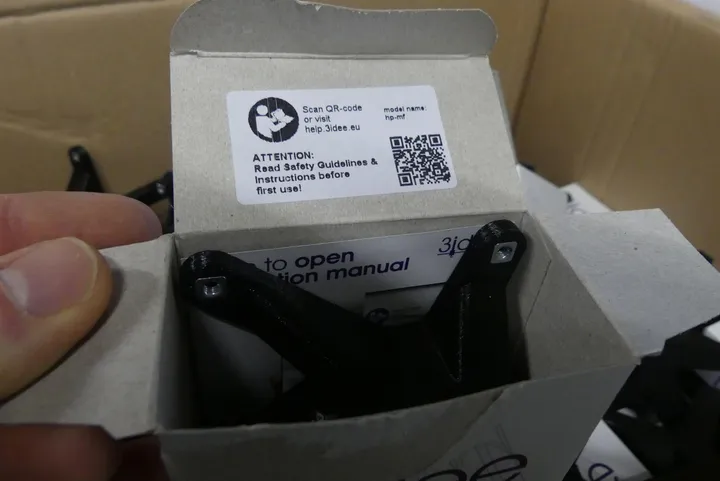 Scan QR-code
or visit
help.3idee.eu
model name:
hp-mf
ATTENTION:
Read Safety Guidelines &
Instructions before
first use!
to open
manual